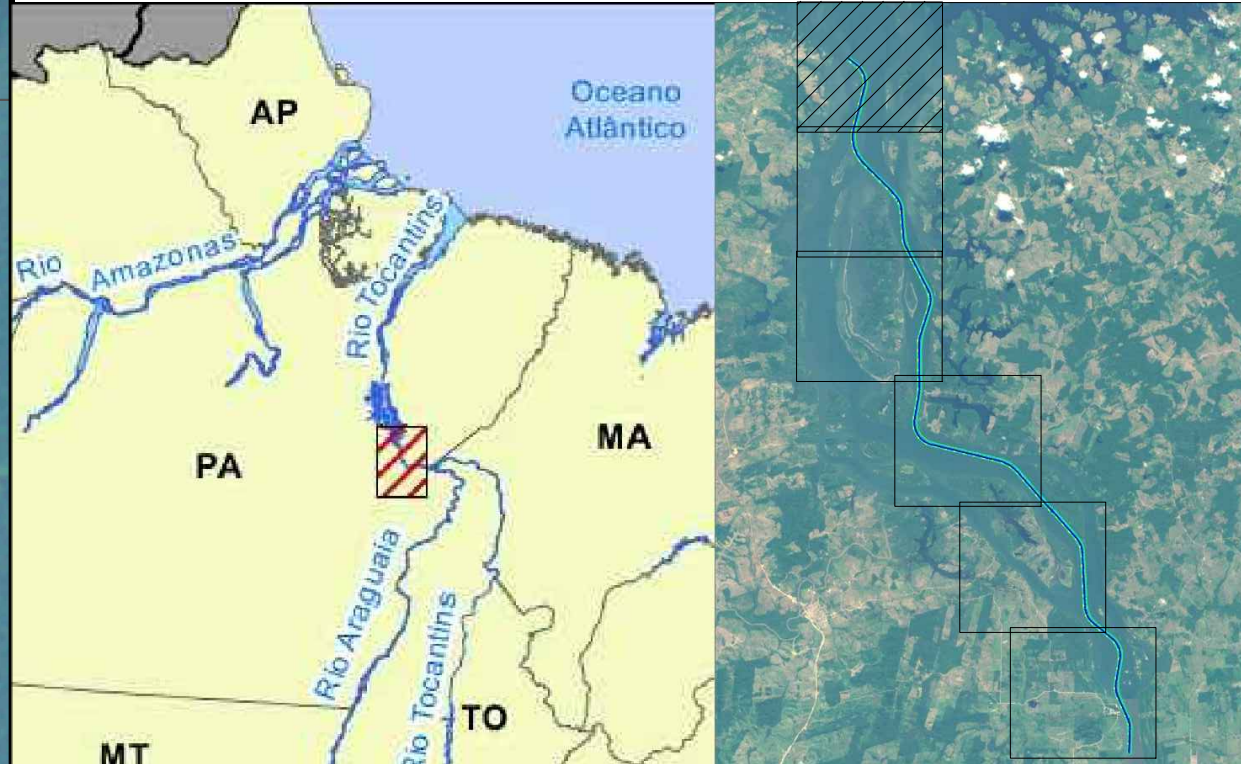 AP
Oceano
Atlântico
Rio Amazonas
Rio Tocantins
PA
MA
Rio Araguaia
Rio Tocantins
TO
MT